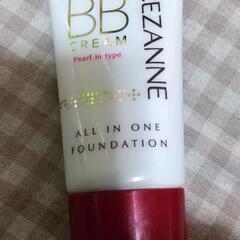 BB
CREAM
Pearl in type
EZANNE
ALL IN ONE
FOUNDATION